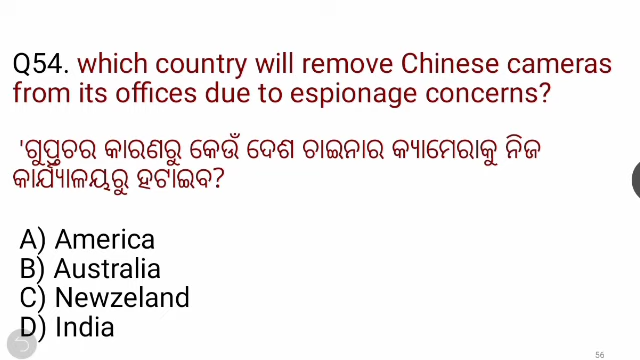 Q54. which country will remove Chinese cameras
from its offices due to espionage concerns?
'ଗୁପ୍ତଚର କାରଣରୁ କେଉଁ ଦେଶ ଚାଇନାର କ୍ୟାମେରାକୁ ନିଜ
କାର୍ଯ୍ୟାଳୟରୁ ହଟାଇବ?
A) America
B) Australia
C) Newzeland
D) India
56